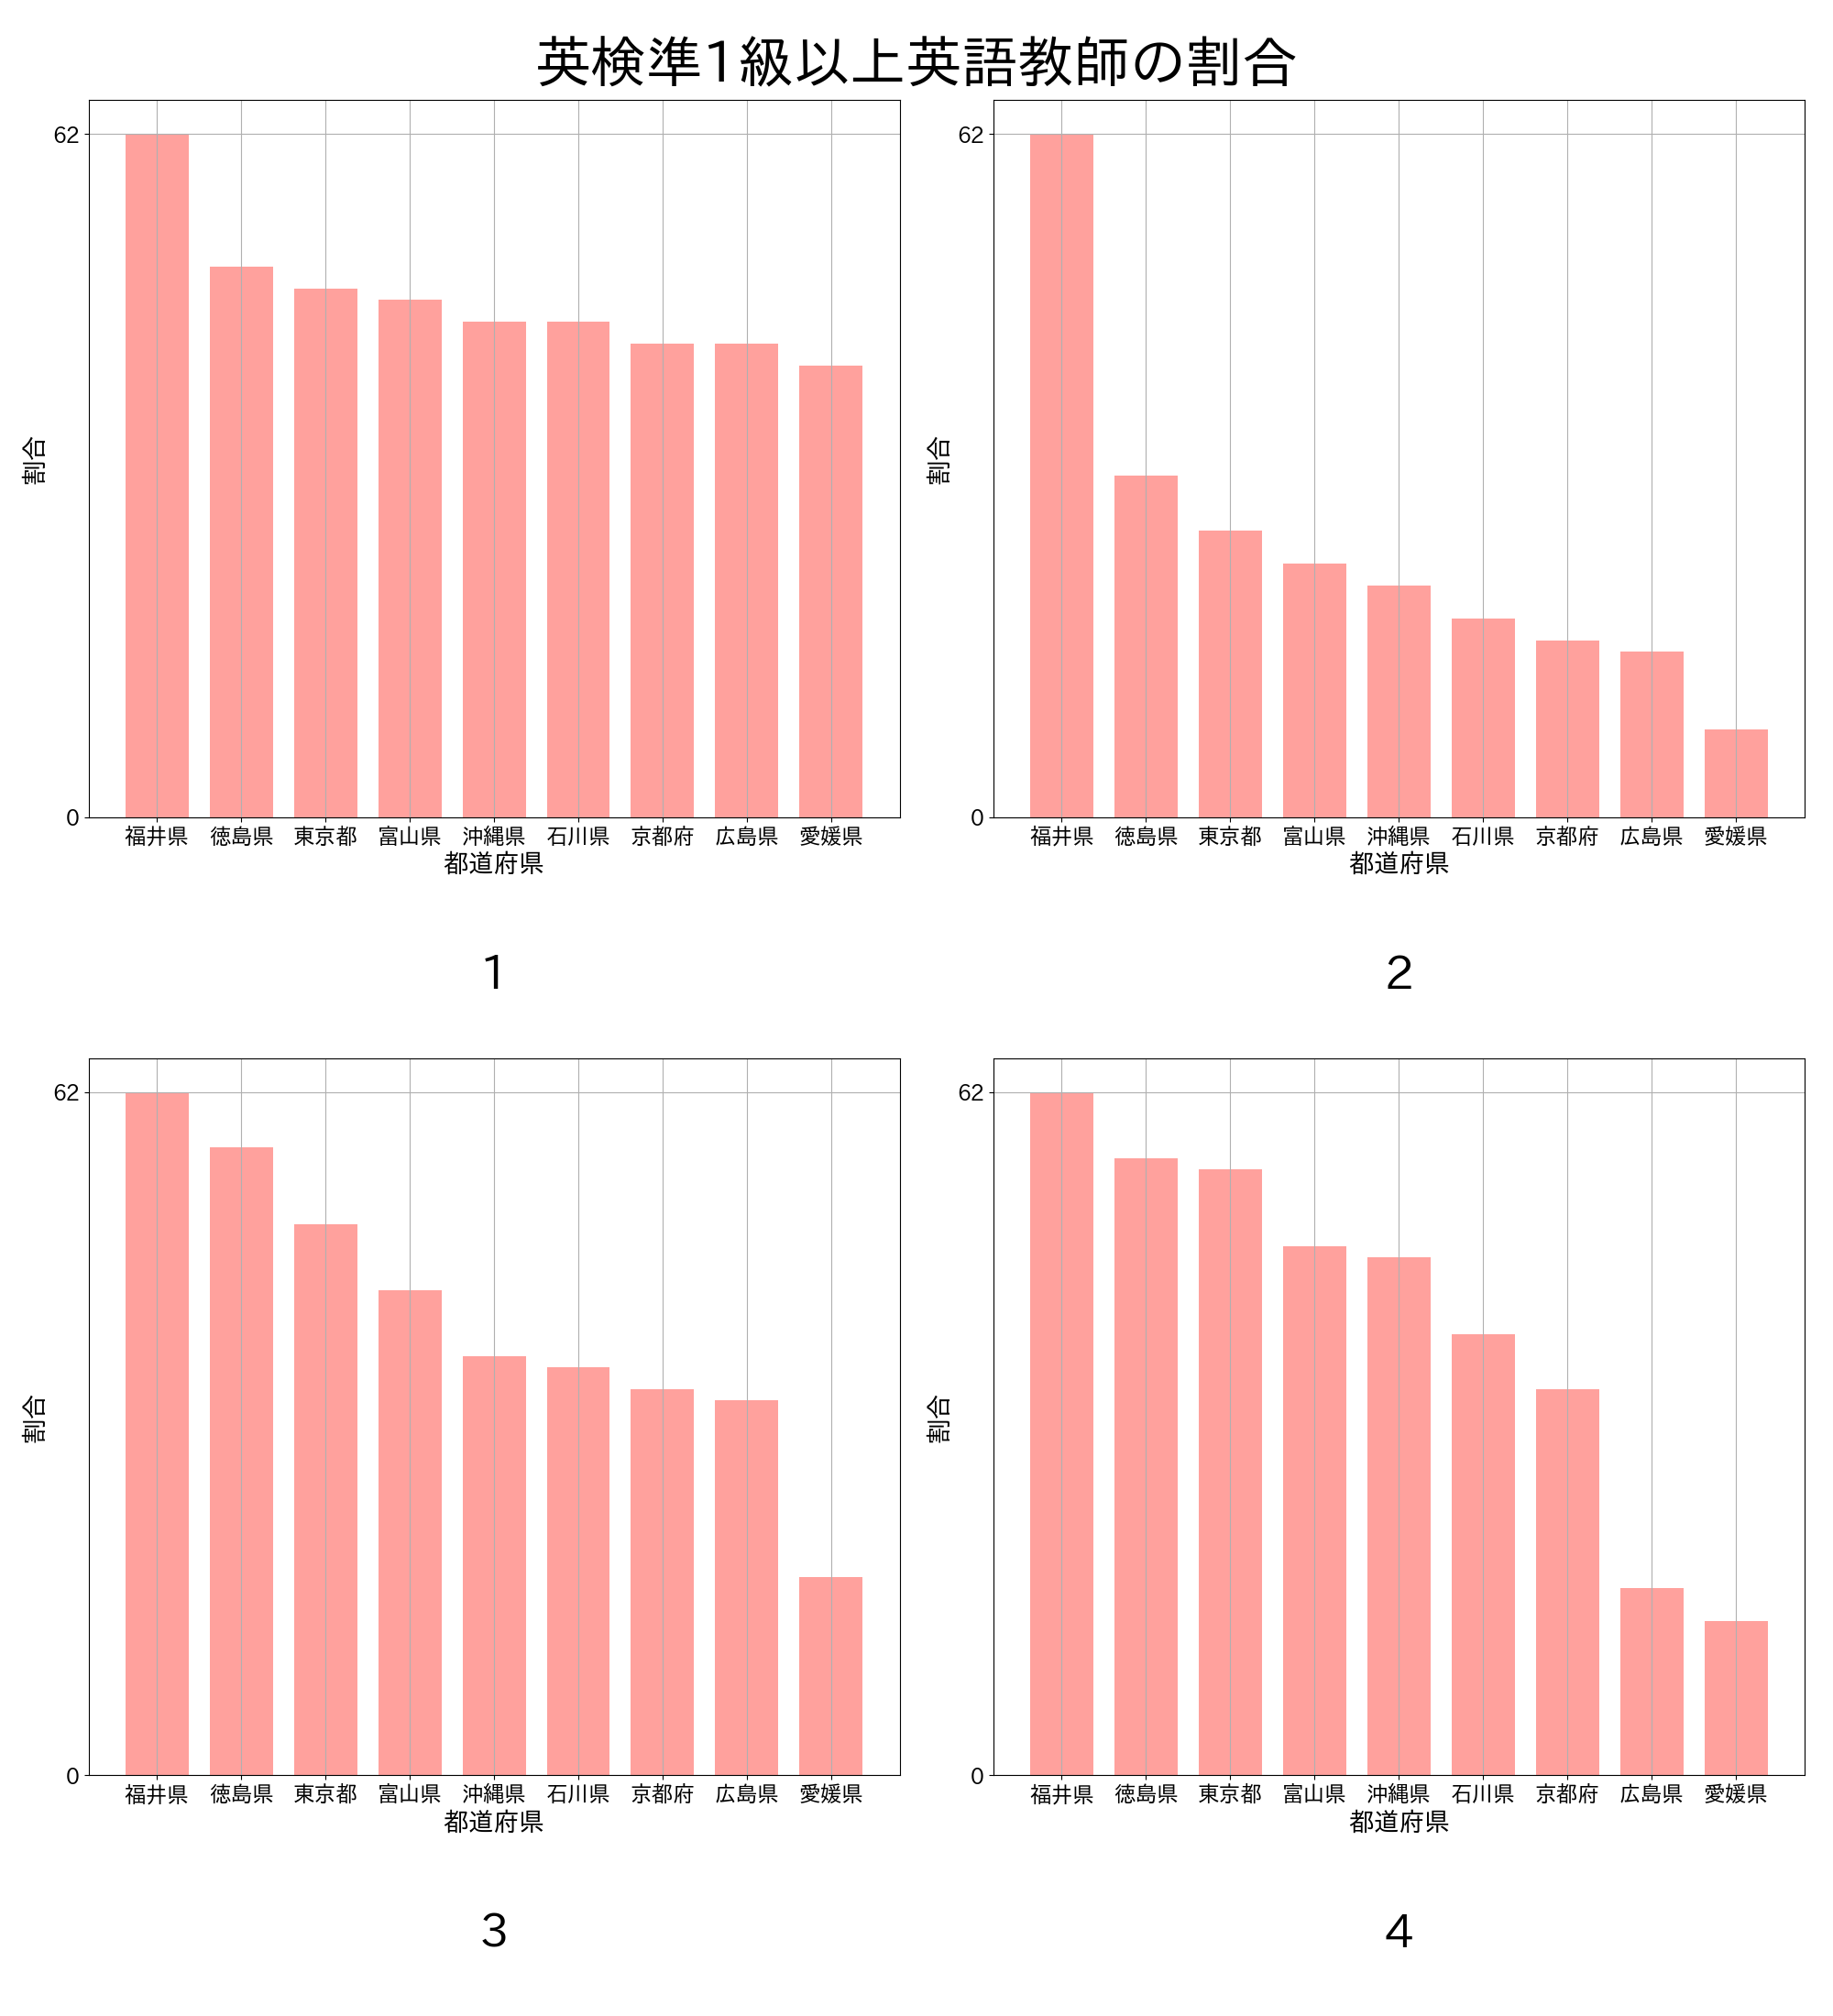 英検準1級以上英語教師の割合
62
0
割合
福井県 徳島県 東京都 富山県 沖縄県 石川県 京都府 広島県 愛媛県
都道府県
1
62
0
割合
福井県 徳島県 東京都 富山県 沖縄県 石川県 京都府 広島県 愛媛県
都道府県
2
62
0
割合
福井県 徳島県 東京都 富山県 沖縄県 石川県 京都府 広島県 愛媛県
都道府県
3
62
0
割合
福井県 徳島県 東京都 富山県 沖縄県 石川県 京都府 広島県 愛媛県
都道府県
4